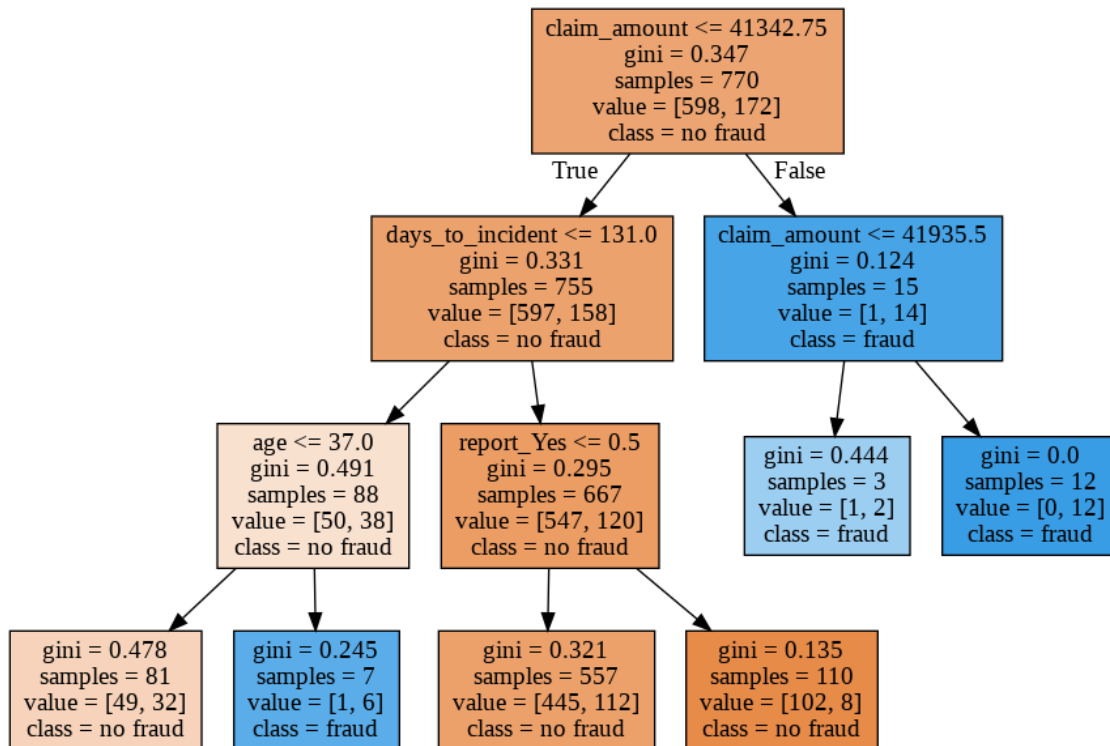 claim_amount <= 41342.75
gini = 0.347
samples = 770
value = [598, 172]
class = no fraud
True
False
days_to_incident <= 131.0
gini = 0.331
samples = 755
value = [597, 158]
class = no fraud
claim_amount <= 41935.5
gini = 0.124
samples = 15
value = [1, 14]
class = fraud
age <= 37.0
gini = 0.491
samples = 88
value = [50, 38]
class = no fraud
report_Yes <= 0.5
gini = 0.295
samples = 667
value = [547, 120]
class = no fraud
gini = 0.444
samples = 3
value = [1, 2]
class = fraud
gini = 0.0
samples = 12
value = [0, 12]
class = fraud
gini = 0.478
samples = 81
value = [49, 32]
class = no fraud
gini = 0.245
samples = 7
value = [1, 6]
class = fraud
gini = 0.321
samples = 557
value = [445, 112]
class = no fraud
gini = 0.135
samples = 110
value = [102, 8]
class = no fraud